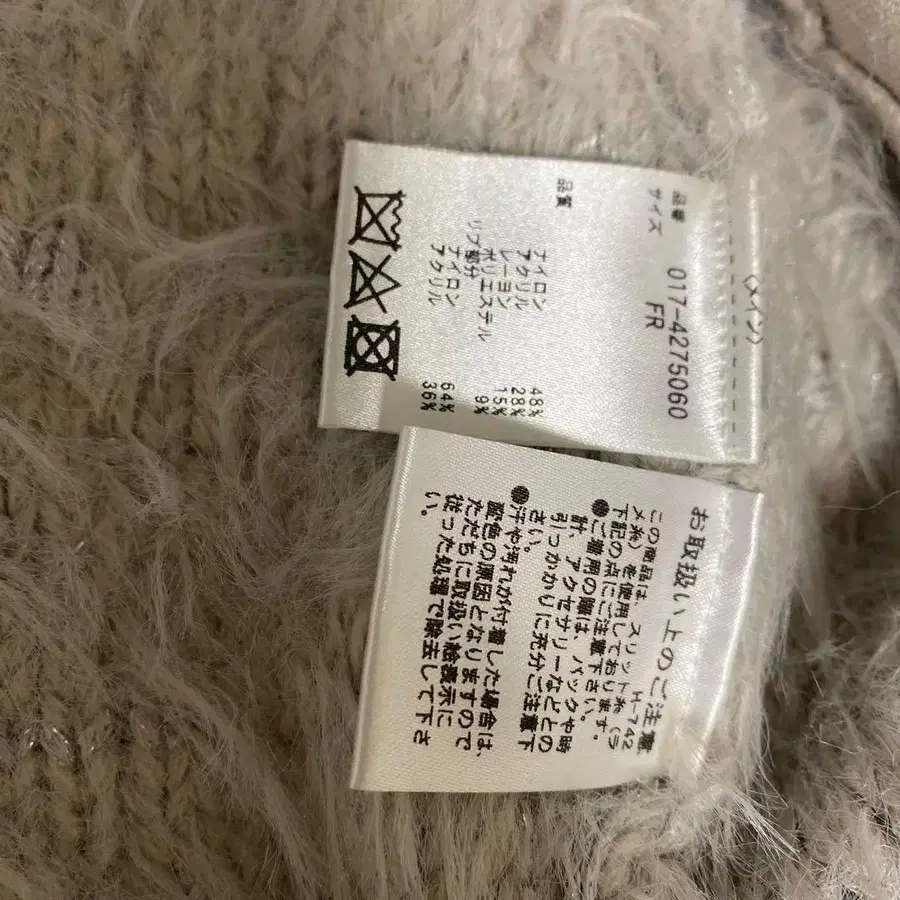 (メイン)
品番 017-4275060
サイズ FR
品質
ナイロン 48%
アクリル 28%
レーヨン 15%
ポリエステル 9%
リブ部分
ナイロン 64%
アクリル 36%
お取扱い上のご注意
H-742
この商品は、スリット糸(ラ
メ糸)を使用しております。
下記の点にご注意下さい。
●ご着用の際は、バックや時
計、アクセサリーなどとの
引っかかりに充分ご注意下
さい。
●汗や汚れが付着した場合は、
変色の原因となりますので
ただちに取扱い絵表示に
従った処理で除去して下さ
い。